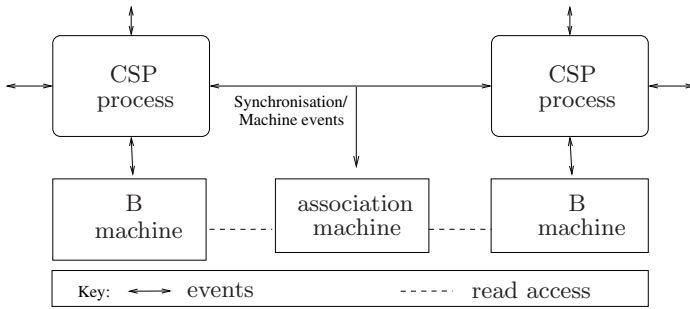 CSP
process
CSP
process
Synchronisation/
Machine events
B
machine
association
machine
B
machine
Key:
events
read access